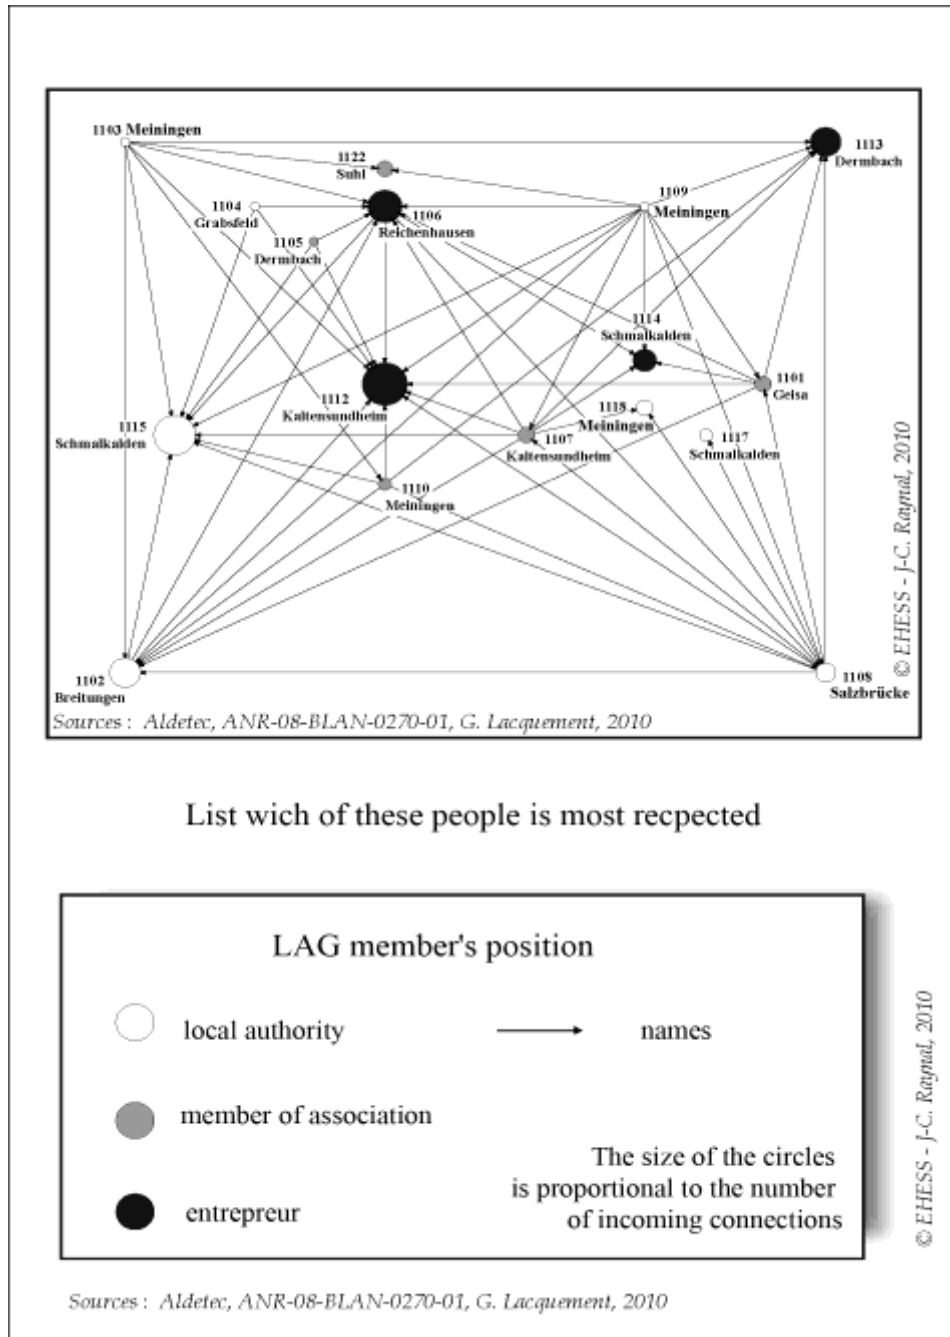 1103 Meiningen
1122
Suhl
1113
Dermbach
1104
Grabsfeld
1106
Reichenhausen
1109
Meiningen
1105
Dermbach
1114
Schmalkalden
1112
Kaltensundheim
1101
Geisa
1115
Schmalkalden
1118
Meiningen
1107
Kaltensundheim
1117
Schmalkalden
1110
Meiningen
1102
Breitungen
1108
Salzbrücke
© EHESS - J-C. Raynal, 2010
Sources : Aldetec, ANR-08-BLAN-0270-01, G. Lacquement, 2010
List wich of these people is most recpected
LAG member's position
local authority
names
member of association
entrepreur
The size of the circles
is proportional to the number
of incoming connections
© EHESS - J-C. Raynal, 2010
Sources : Aldetec, ANR-08-BLAN-0270-01, G. Lacquement, 2010